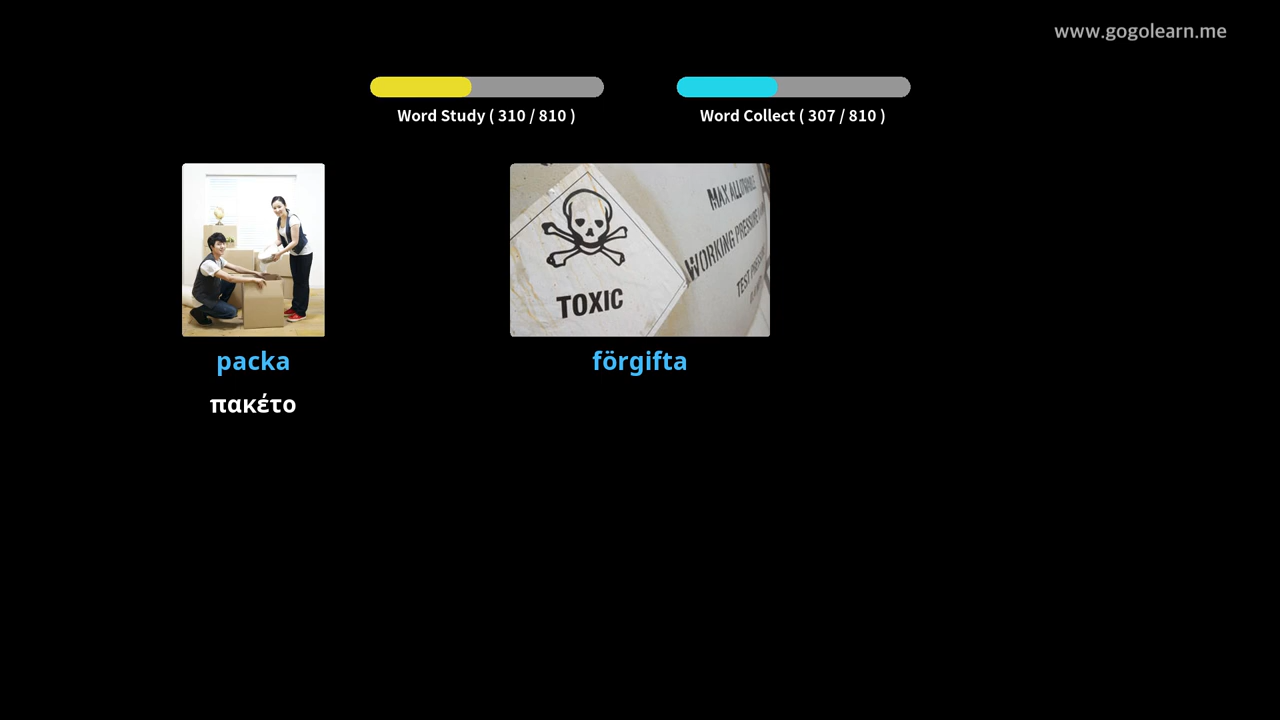 www.gogolearn.me
Word Study ( 310 / 810 )
Word Collect ( 307 / 810 )
TOXIC
MAX ALLOWABLE
WORKING PRESSURE
TEST
packa
förgifta
πακέτο